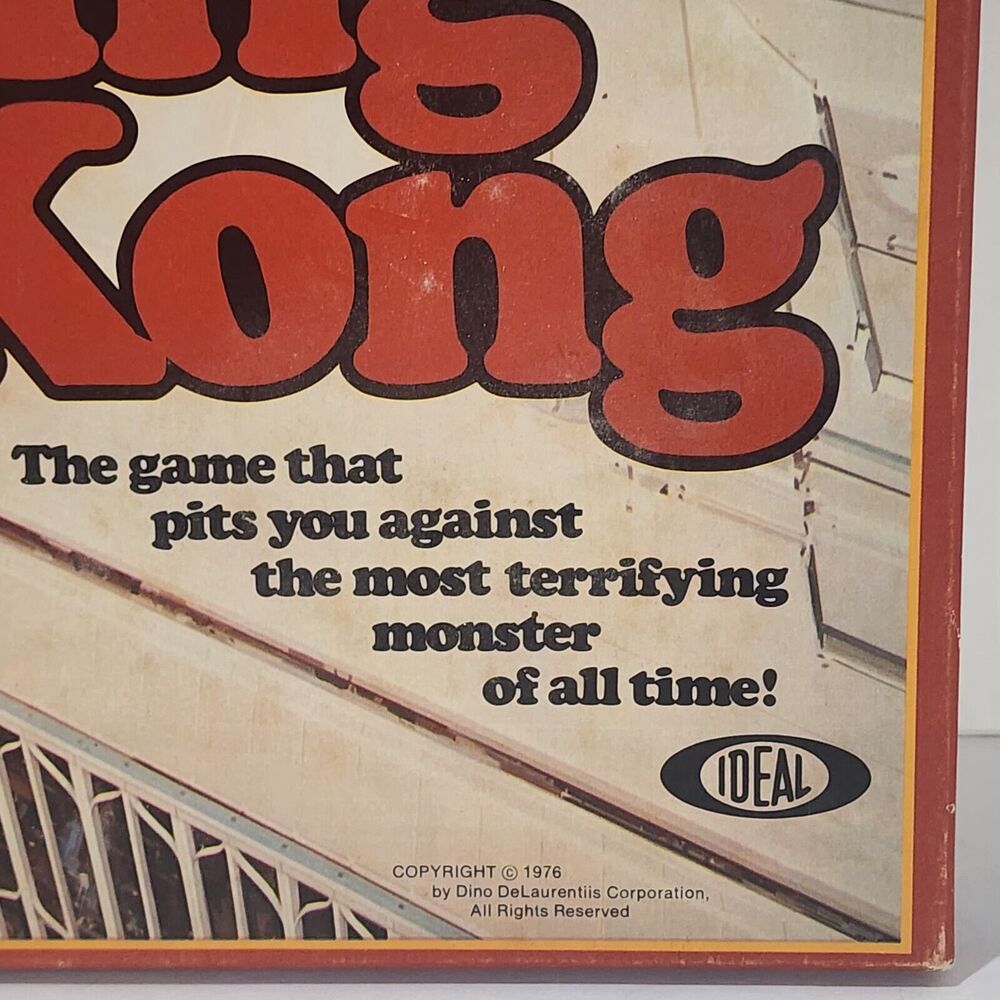 ing
Kong
The game that
pits you against
the most terrifying
monster
of all time!
IDEAL
COPYRIGHT © 1976
by Dino DeLaurentiis Corporation,
All Rights Reserved